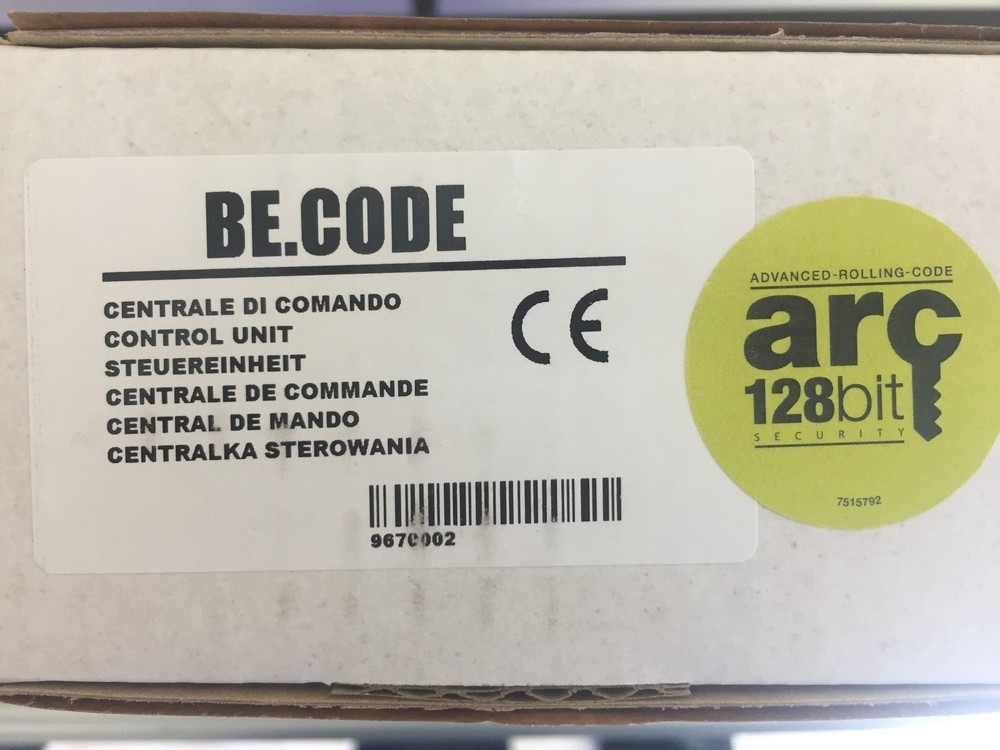 BE.CODE
CENTRALE DI COMANDO
CONTROL UNIT
STEUEREINHEIT
CENTRALE DE COMMANDE
CENTRAL DE MANDO
CENTRALKA STEROWANIA
CE
9670002
ADVANCED-ROLLING-CODE
arc
128bit
SECURITY
7515792